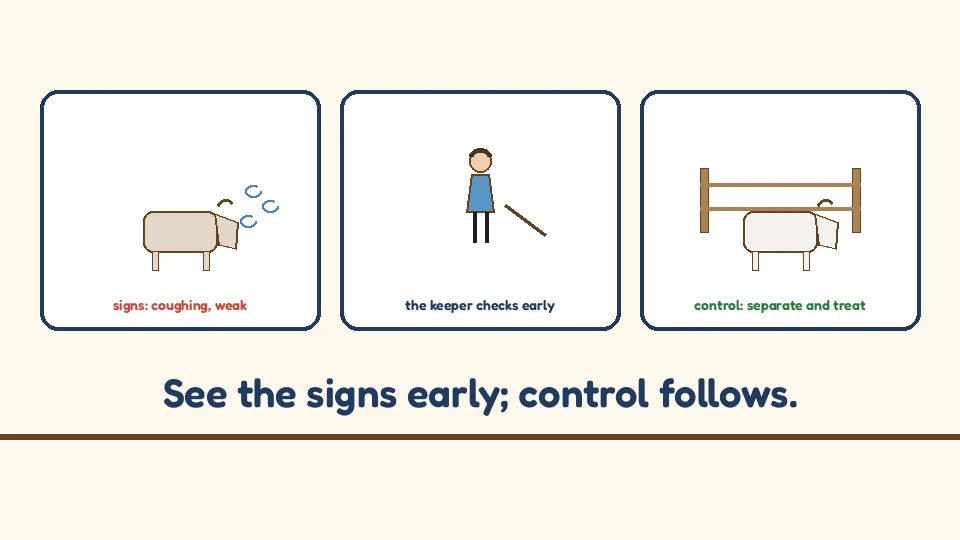 signs: coughing, weak
the keeper checks early
control: separate and treat
See the signs early; control follows.